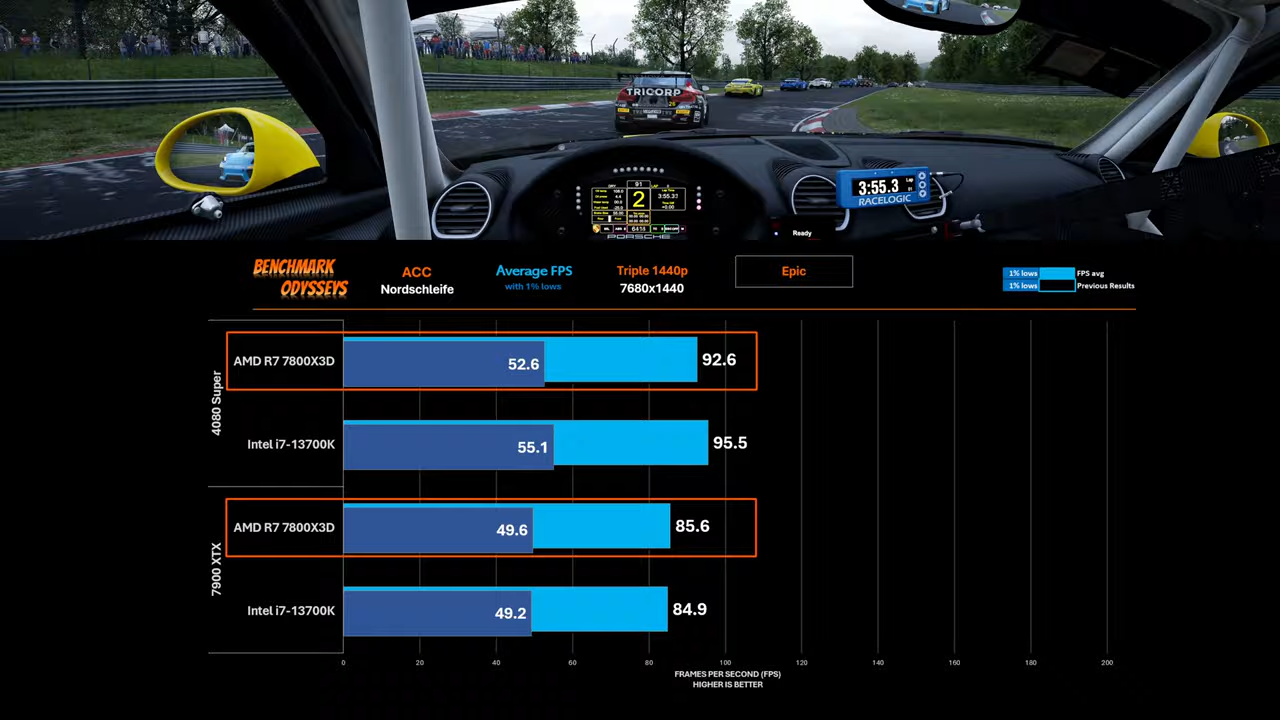 TRICORP
91
2
3:55.3
RACELOGIC
6418
PORSCHE
Ready
BENCHMARK
ODYSSEYS
ACC
Nordschleife
Average FPS
with 1% lows
Triple 1440p
7680x1440
Epic
1% lows FPS avg
1% lows Previous Results
4080 Super
AMD R7 7800X3D 52.6 92.6
Intel i7-13700K 55.1 95.5
7900 XTX
AMD R7 7800X3D 49.6 85.6
Intel i7-13700K 49.2 84.9
0 20 40 60 80 100 120 140 160 180 200
FRAMES PER SECOND (FPS)
HIGHER IS BETTER